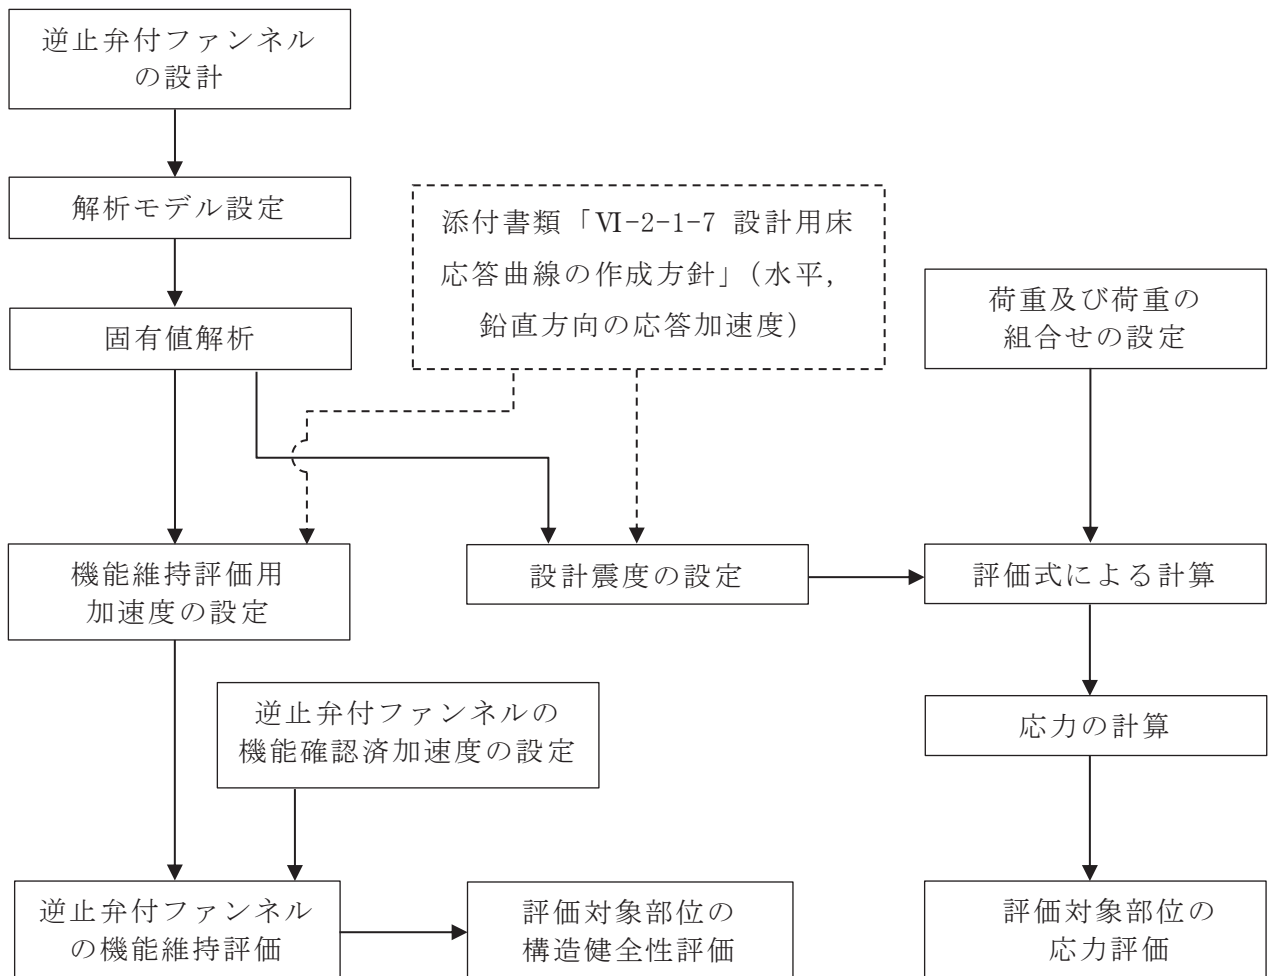 逆止弁付ファンネル
の設計
解析モデル設定
添付書類「Ⅵ-2-1-7 設計用床
応答曲線の作成方針」（水平，
鉛直方向の応答加速度）
荷重及び荷重の
組合せの設定
固有値解析
機能維持評価用
加速度の設定
設計震度の設定
評価式による計算
逆止弁付ファンネルの
機能確認済加速度の設定
応力の計算
逆止弁付ファンネル
の機能維持評価
評価対象部位の
構造健全性評価
評価対象部位の
応力評価